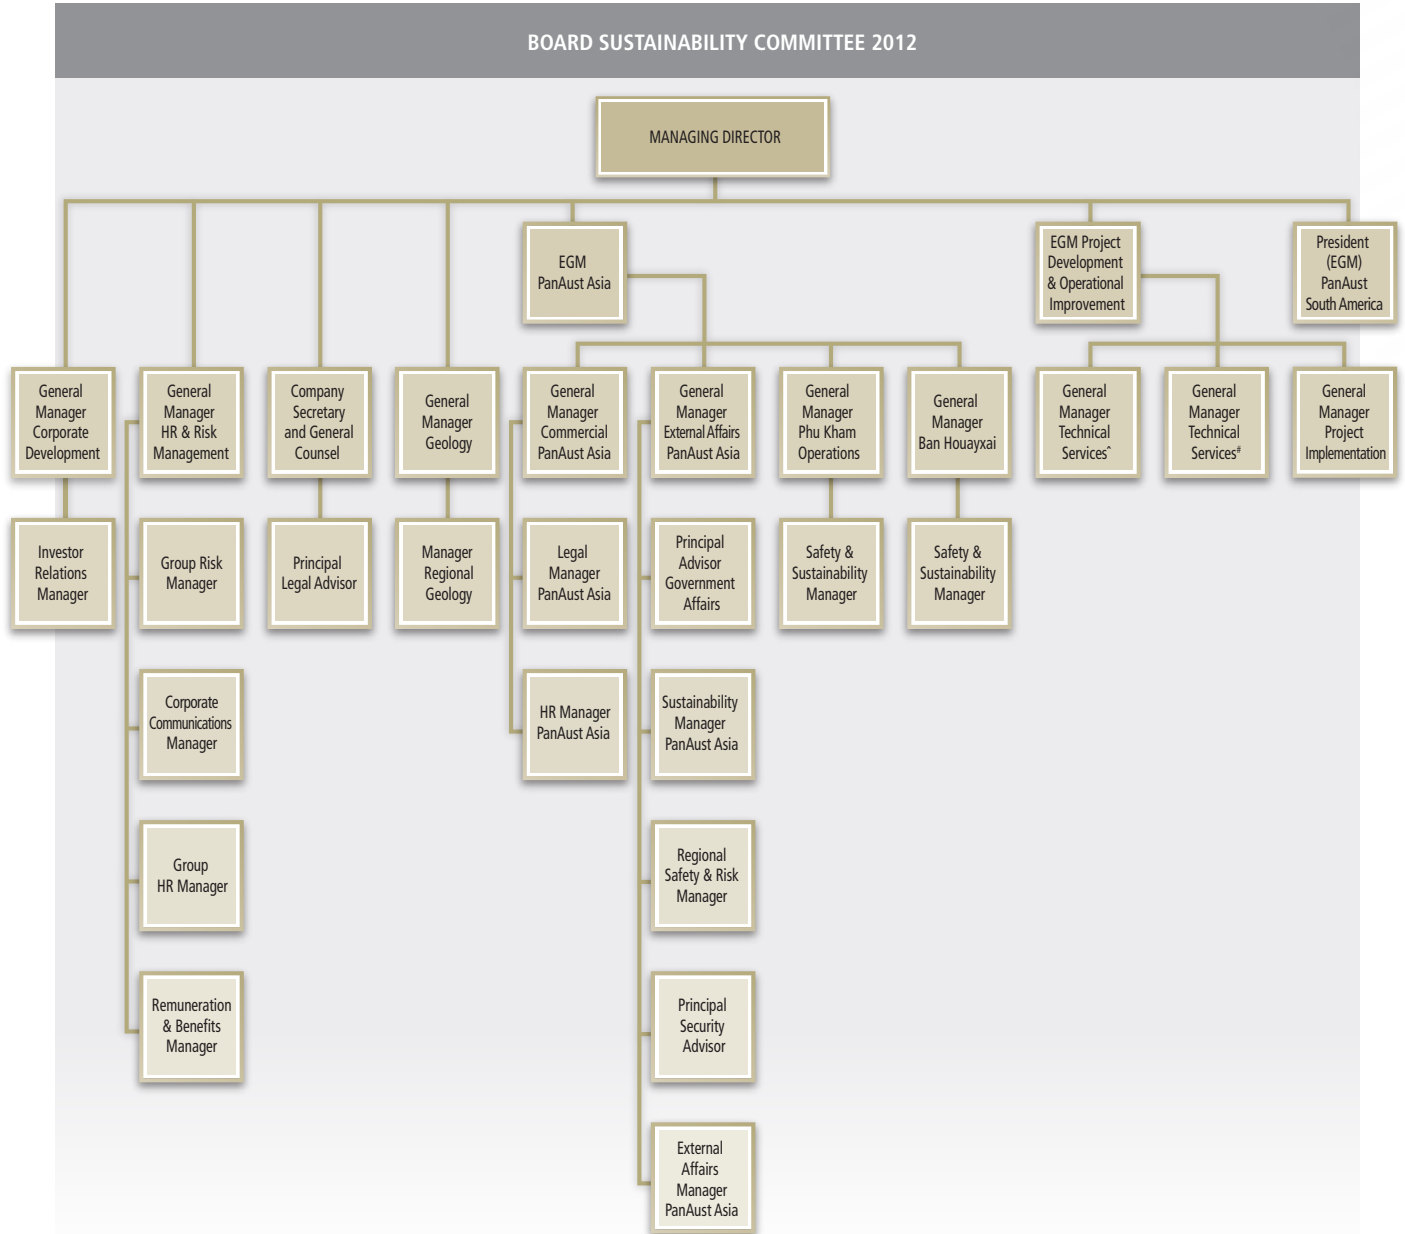 BOARD SUSTAINABILITY COMMITTEE 2012
MANAGING DIRECTOR
EGM
PanAust Asia
EGM Project
Development
& Operational
Improvement
President
(EGM)
PanAust
South America
General
Manager
Corporate
Development
General
Manager
HR & Risk
Management
Company
Secretary
and General
Counsel
General
Manager
Geology
General
Manager
Commercial
PanAust Asia
General
Manager
External Affairs
PanAust Asia
General
Manager
Phu Kham
Operations
General
Manager
Ban Houayxai
General
Manager
Technical
Services^
General
Manager
Technical
Services#
General
Manager
Project
Implementation
Investor
Relations
Manager
Group Risk
Manager
Principal
Legal Advisor
Manager
Regional
Geology
Legal
Manager
PanAust Asia
Principal
Advisor
Government
Affairs
Safety &
Sustainability
Manager
Safety &
Sustainability
Manager
Corporate
Communications
Manager
HR Manager
PanAust Asia
Sustainability
Manager
PanAust Asia
Group
HR Manager
Regional
Safety & Risk
Manager
Remuneration
& Benefits
Manager
Principal
Security
Advisor
External
Affairs
Manager
PanAust Asia